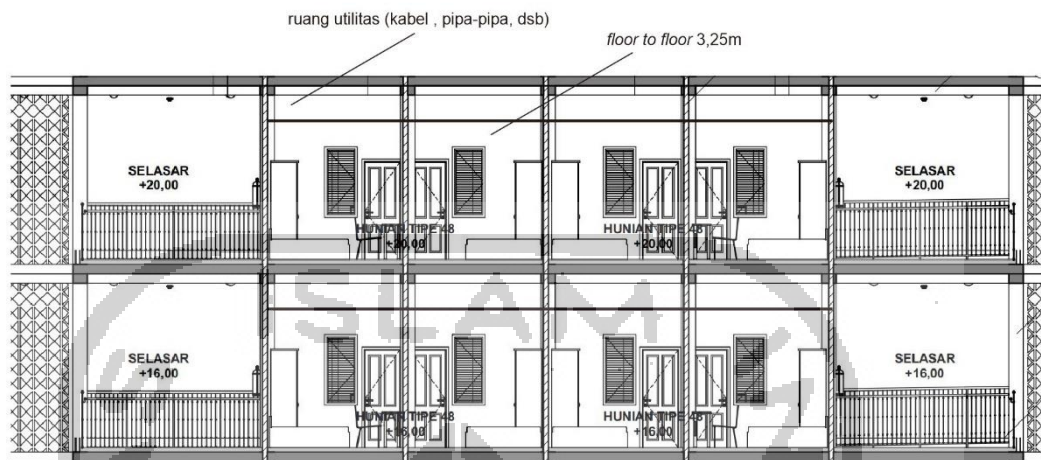 ruang utilitas (kabel , pipa-pipa, dsb)
floor to floor 3,25m
SELASAR
+20,00
SELASAR
+20,00
HUNIAN TIPE 48
+20,00
HUNIAN TIPE 48
+20,00
ISLAM
SELASAR
+16,00
SELASAR
+16,00
HUNIAN TIPE 48
+16,00
HUNIAN TIPE 48
+16,00